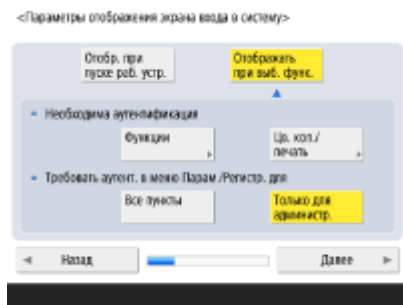 <Параметры отображения экрана входа в систему>
Отобр. при
пуске раб. устр.
Отображать
при выб. функ.
Необходима аутентификация
Функции
Цв. коп./
печать
Требовать аутент. в меню Парам./Регистр. для
Все пункты
Только для
администр.
Назад
Далее